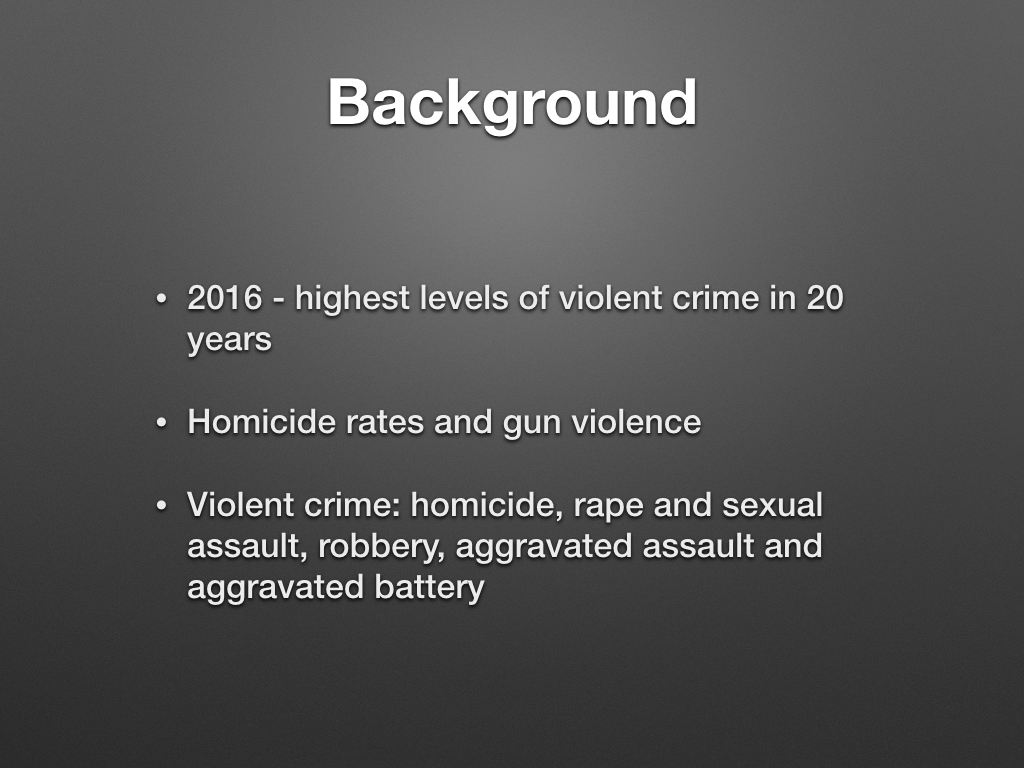 Background
• 2016 - highest levels of violent crime in 20
years
• Homicide rates and gun violence
• Violent crime: homicide, rape and sexual
assault, robbery, aggravated assault and
aggravated battery